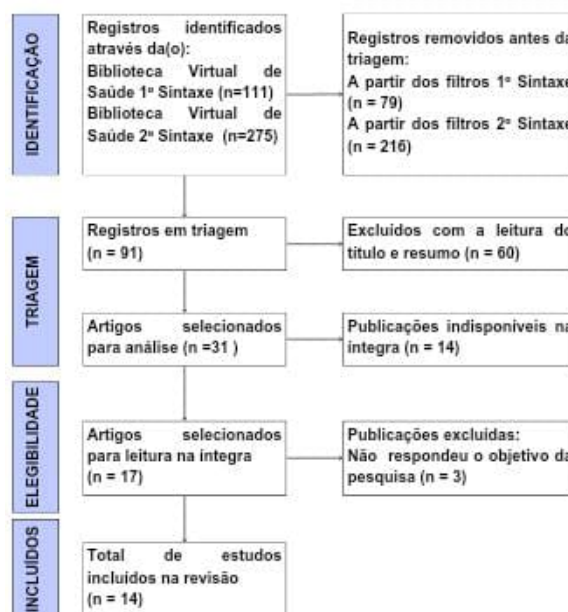 IDENTIFICAÇÃO
Registros identificados
através da(o):
Biblioteca Virtual de
Saúde 1ª Sintaxe (n=111)
Biblioteca Virtual de
Saúde 2ª Sintaxe (n=275)
Registros removidos antes da
triagem:
A partir dos filtros 1ª Sintaxe
(n = 79)
A partir dos filtros 2ª Sintaxe
(n = 216)
TRIAGEM
Registros em triagem
(n = 91)
Excluídos com a leitura do
título e resumo (n = 60)
Artigos selecionados
para análise (n =31 )
Publicações indisponíveis na
íntegra (n = 14)
ELEGIBILIDADE
Artigos selecionados
para leitura na íntegra
(n = 17)
Publicações excluídas:
Não respondeu o objetivo da
pesquisa (n = 3)
INCLUÍDOS
Total de estudos
incluídos na revisão
(n = 14)